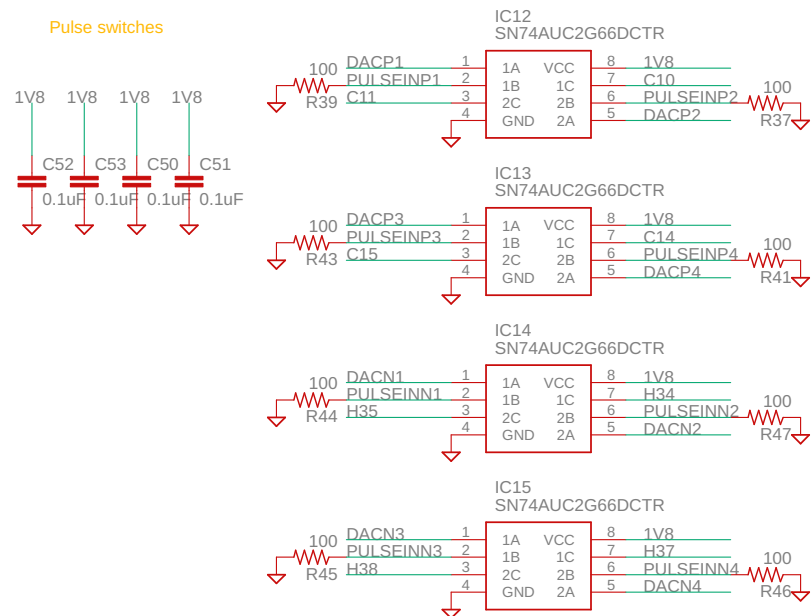 Pulse switches
1V8 1V8 1V8 1V8
C52 C53 C50 C51
0.1uF 0.1uF 0.1uF 0.1uF
IC12
SN74AUC2G66DCTR
DACP1 1 1A VCC 8 1V8
100 PULSEINP1 2 1B 1C 7 C10
R39 C11 3 2C 2B 6 PULSEINP2 100
4 GND 2A 5 DACP2 R37
IC13
SN74AUC2G66DCTR
DACP3 1 1A VCC 8 1V8
100 PULSEINP3 2 1B 1C 7 C14
R43 C15 3 2C 2B 6 PULSEINP4 100
4 GND 2A 5 DACP4 R41
IC14
SN74AUC2G66DCTR
DACN1 1 1A VCC 8 1V8
100 PULSEINN1 2 1B 1C 7 H34
R44 H35 3 2C 2B 6 PULSEINN2 100
4 GND 2A 5 DACN2 R47
IC15
SN74AUC2G66DCTR
DACN3 1 1A VCC 8 1V8
100 PULSEINN3 2 1B 1C 7 H37
R45 H38 3 2C 2B 6 PULSEINN4 100
4 GND 2A 5 DACN4 R46